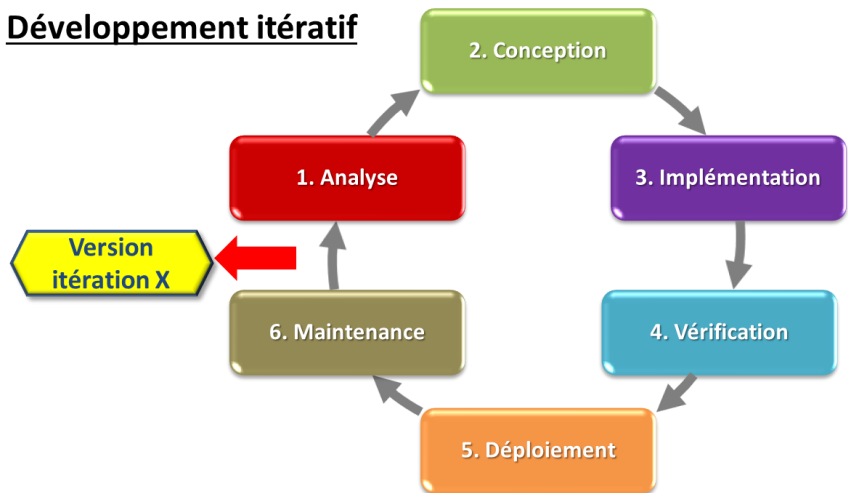 Développement itératif
2. Conception
1. Analyse
3. Implémentation
Version
itération X
6. Maintenance
4. Vérification
5. Déploiement